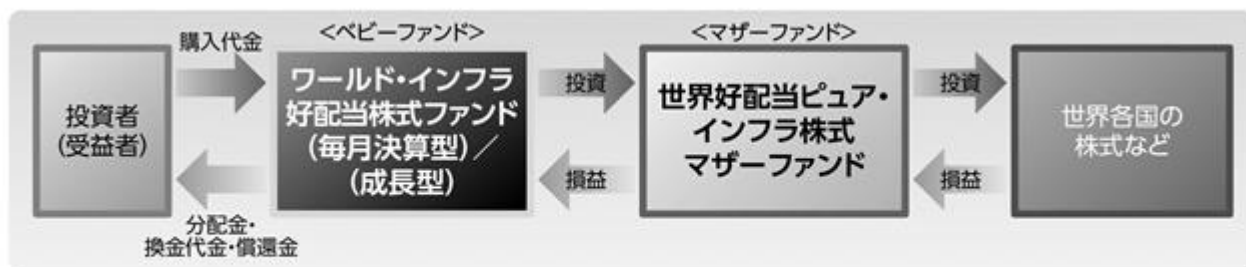 購入代金
<ベビーファンド>
<マザーファンド>
投資者
(受益者)
ワールド・インフラ
好配当株式ファンド
(毎月決算型)／
(成長型)
投資
損益
世界好配当ピュア・
インフラ株式
マザーファンド
投資
損益
世界各国の
株式など
分配金・
換金代金・償還金